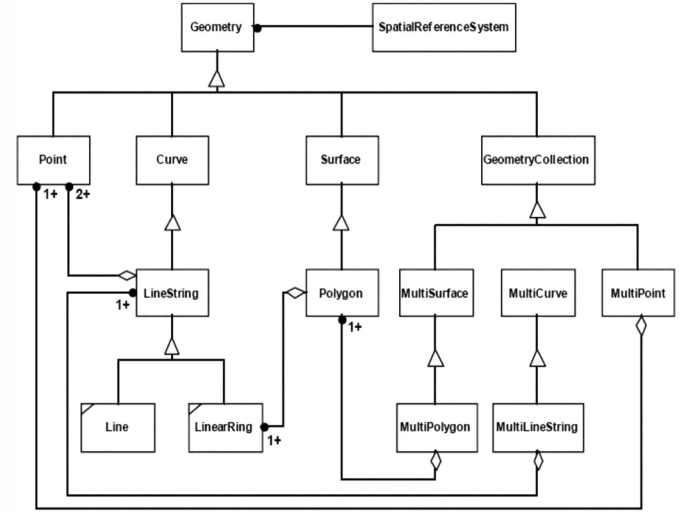 Geometry
SpatialReferenceSystem
Point
Curve
Surface
GeometryCollection
1+
2+
1+
LineString
Polygon
MultiSurface
MultiCurve
MultiPoint
1+
Line
LinearRing
1+
MultiPolygon
MultiLineString